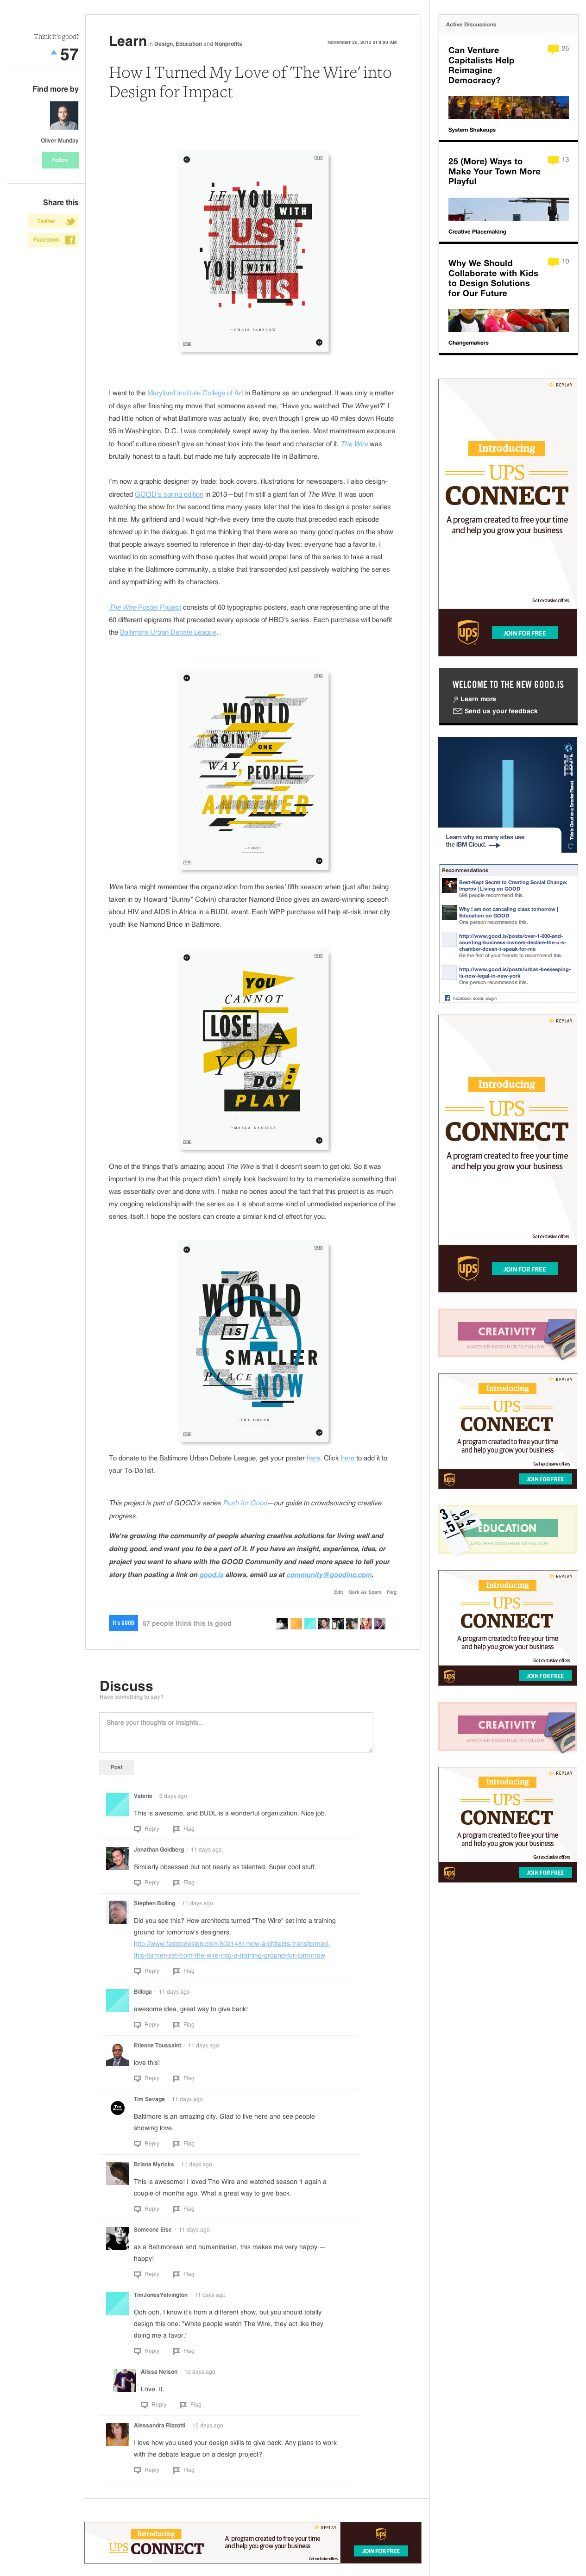 Think it's good?
57
Find more by
Oliver Munday
Follow
Share this
Twitter
Facebook
Learn in Design, Education and Nonprofits
November 20, 2013 at 9:00 AM
How I Turned My Love of 'The Wire' into
Design for Impact
IF YOU
WITH
US,
YOU
WITH
US
—CHRIS PARTLOW
I went to the Maryland Institute College of Art in Baltimore as an undergrad. It was only a matter
of days after finishing my move that someone asked me, "Have you watched The Wire yet?" I
had little notion of what Baltimore was actually like, even though I grew up 40 miles down Route
95 in Washington, D.C. I was completely swept away by the series. Most mainstream exposure
to 'hood' culture doesn't give an honest look into the heart and character of it. The Wire was
brutally honest to a fault, but made me fully appreciate life in Baltimore.
I'm now a graphic designer by trade: book covers, illustrations for newspapers. I also design-
directed GOOD's spring edition in 2013—but I'm still a giant fan of The Wire. It was upon
watching the show for the second time many years later that the idea to design a poster series
hit me. My girlfriend and I would high-five every time the quote that preceded each episode
showed up in the dialogue. It got me thinking that there were so many good quotes on the show
that people always seemed to reference in their day-to-day lives; everyone had a favorite. I
wanted to do something with those quotes that would propel fans of the series to take a real
stake in the Baltimore community, a stake that transcended just passively watching the series
and sympathizing with its characters.
The Wire Poster Project consists of 60 typographic posters, each one representing one of the
60 different epigrams that preceded every episode of HBO's series. Each purchase will benefit
the Baltimore Urban Debate League.
WORLD
GOIN' ONE
WAY, PEOPLE
ANOTHER
—POOT
Wire fans might remember the organization from the series' fifth season (when just after being
taken in by Howard "Bunny" Colvin) character Namond Brice gives an amazing speech
about HIV and AIDS in Africa in a BUDL event. Each WPP purchase will help at-risk inner city
youth like Namond Brice in Baltimore.
YOU
CANNOT
LOSE IF
YOU
DO NOT
PLAY
—MARLA DANIELS
One of the things that's amazing about The Wire is that it doesn't seem to get old. So it was
important to me that this project didn't simply look backward to try to memorialize something that
was essentially over and done with. I make no bones about the fact that this project is as much
my ongoing relationship with the series as it is about some kind of unmediated experience of the
series itself. I hope the posters can create a similar kind of effect for you.
The
WORLD
IS A
SMALLER
PLACE
NOW
—THE GREEK
To donate to the Baltimore Urban Debate League, get your poster here. Click here to add it to
your To-Do list.
This project is part of GOOD's series Push for Good—our guide to crowdsourcing creative
progress.
We're growing the community of people sharing creative solutions for living well and
doing good, and want you to be a part of it. If you have an insight, experience, idea, or
project you want to share with the GOOD Community and need more space to tell your
story than posting a link on good.is allows, email us at community@goodinc.com.
Edit Mark As Spam Flag
It's GOOD 57 people think this is good
Discuss
Have something to say?
Share your thoughts or insights...
Post
Valerie · 6 days ago
This is awesome, and BUDL is a wonderful organization. Nice job.
Reply Flag
Jonathan Goldberg · 11 days ago
Similarly obsessed but not nearly as talented. Super cool stuff.
Reply Flag
Stephen Bolling · 11 days ago
Did you see this? How architects turned "The Wire" set into a training
ground for tomorrow's designers.
http://www.fastcodesign.com/3021481/how-architects-transformed-
this-former-set-from-the-wire-into-a-training-ground-for-tomorrow
Reply Flag
Billoga · 11 days ago
awesome idea, great way to give back!
Reply Flag
Etienne Toussaint · 11 days ago
love this!
Reply Flag
Tim Savage · 11 days ago
Baltimore is an amazing city. Glad to live here and see people
showing love.
Reply Flag
Briana Myricks · 11 days ago
This is awesome! I loved The Wire and watched season 1 again a
couple of months ago. What a great way to give back.
Reply Flag
Someone Else · 11 days ago
as a Baltimorean and humanitarian, this makes me very happy —
happy!
Reply Flag
TimJonesYelvington · 11 days ago
Ooh ooh, I know it's from a different show, but you should totally
design this one: "White people watch The Wire, they act like they
doing me a favor."
Reply Flag
Alissa Nelson · 10 days ago
Love. It.
Reply Flag
Alessandra Rizzotti · 12 days ago
I love how you used your design skills to give back. Any plans to work
with the debate league on a design project?
Reply Flag
Introducing
UPS CONNECT
A program created to free your time
and help you grow your business
REPLAY
Get exclusive offers
ups
JOIN FOR FREE
Active Discussions
Can Venture
Capitalists Help
Reimagine
Democracy?
26
System Shakeups
25 (More) Ways to
Make Your Town More
Playful
13
Creative Placemaking
Why We Should
Collaborate with Kids
to Design Solutions
for Our Future
10
Changemakers
REPLAY
Introducing
UPS
CONNECT
A program created to free your time
and help you grow your business
Get exclusive offers
ups
JOIN FOR FREE
WELCOME TO THE NEW GOOD.IS
Learn more
Send us your feedback
IBM
This is Cloud on a Smarter Planet.
Learn why so many sites use
the IBM Cloud.
Recommendations
Best-Kept Secret to Creating Social Change:
Improv | Living on GOOD
698 people recommend this.
Why I am not canceling class tomorrow |
Education on GOOD
One person recommends this.
http://www.good.is/posts/over-1-000-and-
counting-business-owners-declare-the-u-s-
chamber-doesn-t-speak-for-me
Be the first of your friends to recommend this.
http://www.good.is/posts/urban-beekeeping-
is-now-legal-in-new-york
One person recommends this.
Facebook social plugin
REPLAY
Introducing
UPS
CONNECT
A program created to free your time
and help you grow your business
Get exclusive offers
ups
JOIN FOR FREE
CREATIVITY
ANOTHER GOOD HUB TO FOLLOW
REPLAY
Introducing
UPS
CONNECT
A program created to free your time
and help you grow your business
Get exclusive offers
ups
JOIN FOR FREE
EDUCATION
ANOTHER GOOD HUB TO FOLLOW
REPLAY
Introducing
UPS
CONNECT
A program created to free your time
and help you grow your business
Get exclusive offers
ups
JOIN FOR FREE
CREATIVITY
ANOTHER GOOD HUB TO FOLLOW
REPLAY
Introducing
UPS
CONNECT
A program created to free your time
and help you grow your business
Get exclusive offers
ups
JOIN FOR FREE